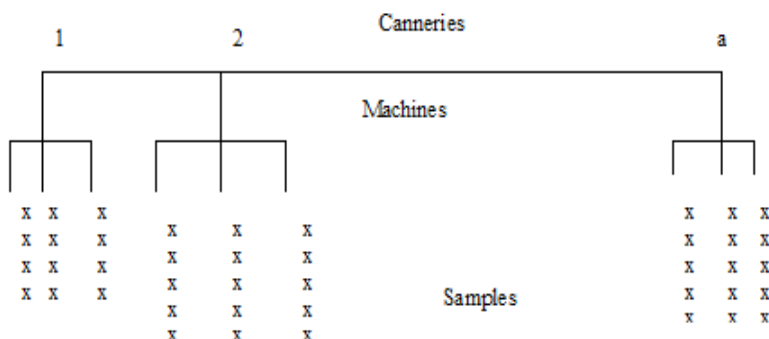 Canneries
1 2 a
Machines
x x x x x x
x x x x x x x x x
x x x x x x x x x
x x x x x x x x x
x x x x x x
x x x
Samples